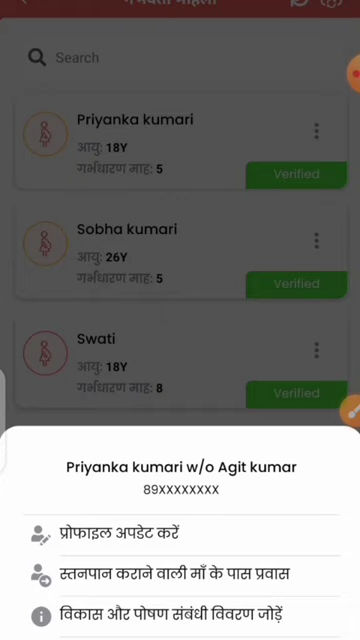 गर्भवती महिला
Search
Priyanka kumari
आयु: 18Y
गर्भधारण माह: 5
Verified
Sobha kumari
आयु: 26Y
गर्भधारण माह: 5
Verified
Swati
आयु: 18Y
गर्भधारण माह: 8
Verified
Priyanka kumari w/o Agit kumar
89XXXXXXXX
प्रोफाइल अपडेट करें
स्तनपान कराने वाली माँ के पास प्रवास
विकास और पोषण संबंधी विवरण जोड़ें